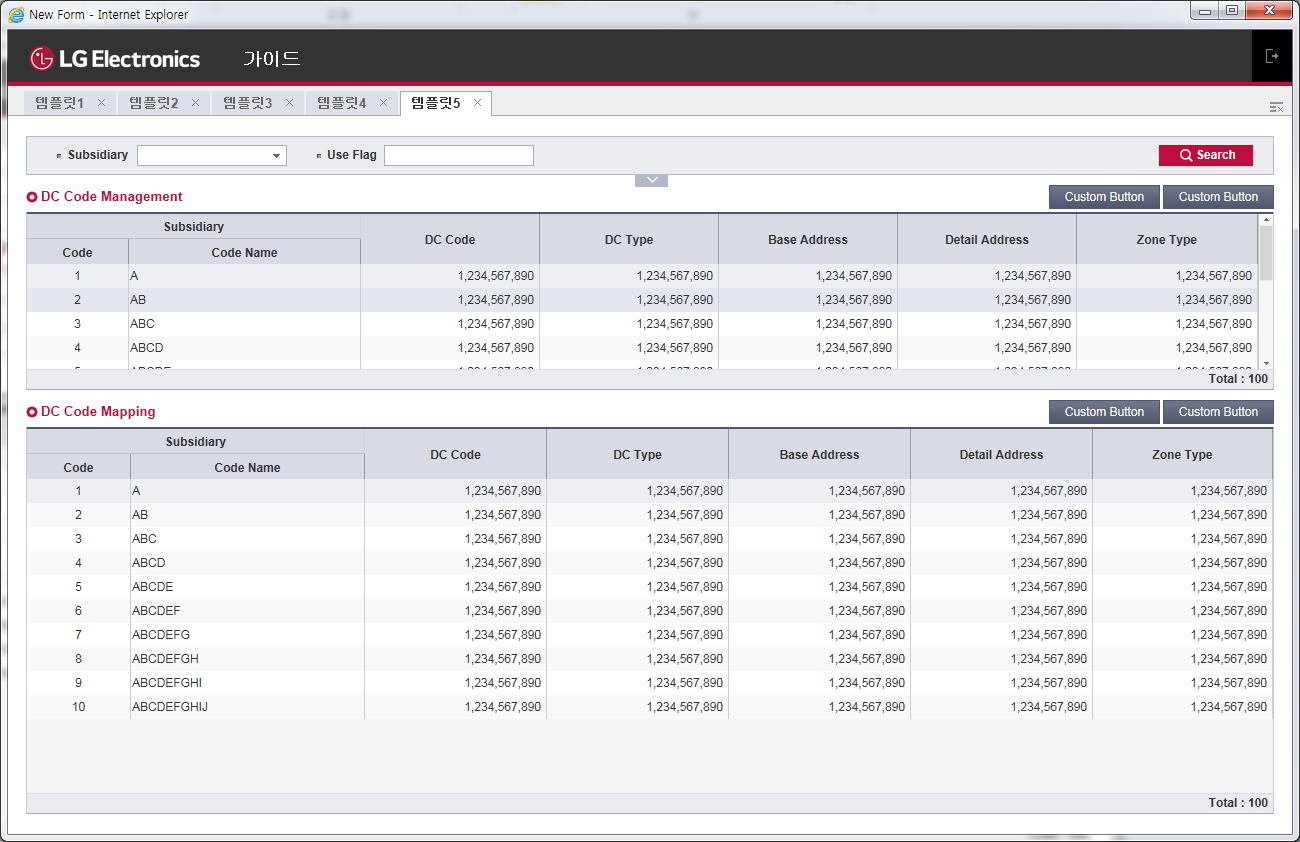 New Form - Internet Explorer
LG Electronics 가이드
템플릿1 템플릿2 템플릿3 템플릿4 템플릿5
Subsidiary Use Flag Search
DC Code Management Custom Button Custom Button
Subsidiary
DC Code DC Type Base Address Detail Address Zone Type
Code Code Name
1 A 1,234,567,890 1,234,567,890 1,234,567,890 1,234,567,890 1,234,567,890
2 AB 1,234,567,890 1,234,567,890 1,234,567,890 1,234,567,890 1,234,567,890
3 ABC 1,234,567,890 1,234,567,890 1,234,567,890 1,234,567,890 1,234,567,890
4 ABCD 1,234,567,890 1,234,567,890 1,234,567,890 1,234,567,890 1,234,567,890
Total : 100
DC Code Mapping Custom Button Custom Button
Subsidiary
DC Code DC Type Base Address Detail Address Zone Type
Code Code Name
1 A 1,234,567,890 1,234,567,890 1,234,567,890 1,234,567,890 1,234,567,890
2 AB 1,234,567,890 1,234,567,890 1,234,567,890 1,234,567,890 1,234,567,890
3 ABC 1,234,567,890 1,234,567,890 1,234,567,890 1,234,567,890 1,234,567,890
4 ABCD 1,234,567,890 1,234,567,890 1,234,567,890 1,234,567,890 1,234,567,890
5 ABCDE 1,234,567,890 1,234,567,890 1,234,567,890 1,234,567,890 1,234,567,890
6 ABCDEF 1,234,567,890 1,234,567,890 1,234,567,890 1,234,567,890 1,234,567,890
7 ABCDEFG 1,234,567,890 1,234,567,890 1,234,567,890 1,234,567,890 1,234,567,890
8 ABCDEFGH 1,234,567,890 1,234,567,890 1,234,567,890 1,234,567,890 1,234,567,890
9 ABCDEFGHI 1,234,567,890 1,234,567,890 1,234,567,890 1,234,567,890 1,234,567,890
10 ABCDEFGHIJ 1,234,567,890 1,234,567,890 1,234,567,890 1,234,567,890 1,234,567,890
Total : 100